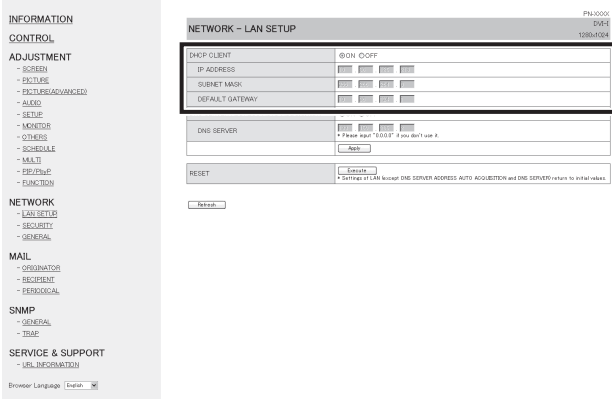 INFORMATION
CONTROL
ADJUSTMENT
- SCREEN
- PICTURE
- PICTURE(ADVANCED)
- AUDIO
- SETUP
- MONITOR
- OTHERS
- SCHEDULE
- MULTI
- PIP/PbyP
- FUNCTION
NETWORK
- LAN SETUP
- SECURITY
- GENERAL
MAIL
- ORIGINATOR
- RECIPIENT
- PERIODICAL
SNMP
- GENERAL
- TRAP
SERVICE & SUPPORT
- URL INFORMATION
Browser Language English
PN-XXXX
NETWORK - LAN SETUP
DVI-I
1280x1024
DHCP CLIENT ON OFF
IP ADDRESS
SUBNET MASK
DEFAULT GATEWAY
DNS SERVER
* Please input "0.0.0.0" if you don't use it.
Apply
RESET Execute
* Settings of LAN (except DNS SERVER ADDRESS AUTO ACQUISITION and DNS SERVER) return to initial values.
Refresh